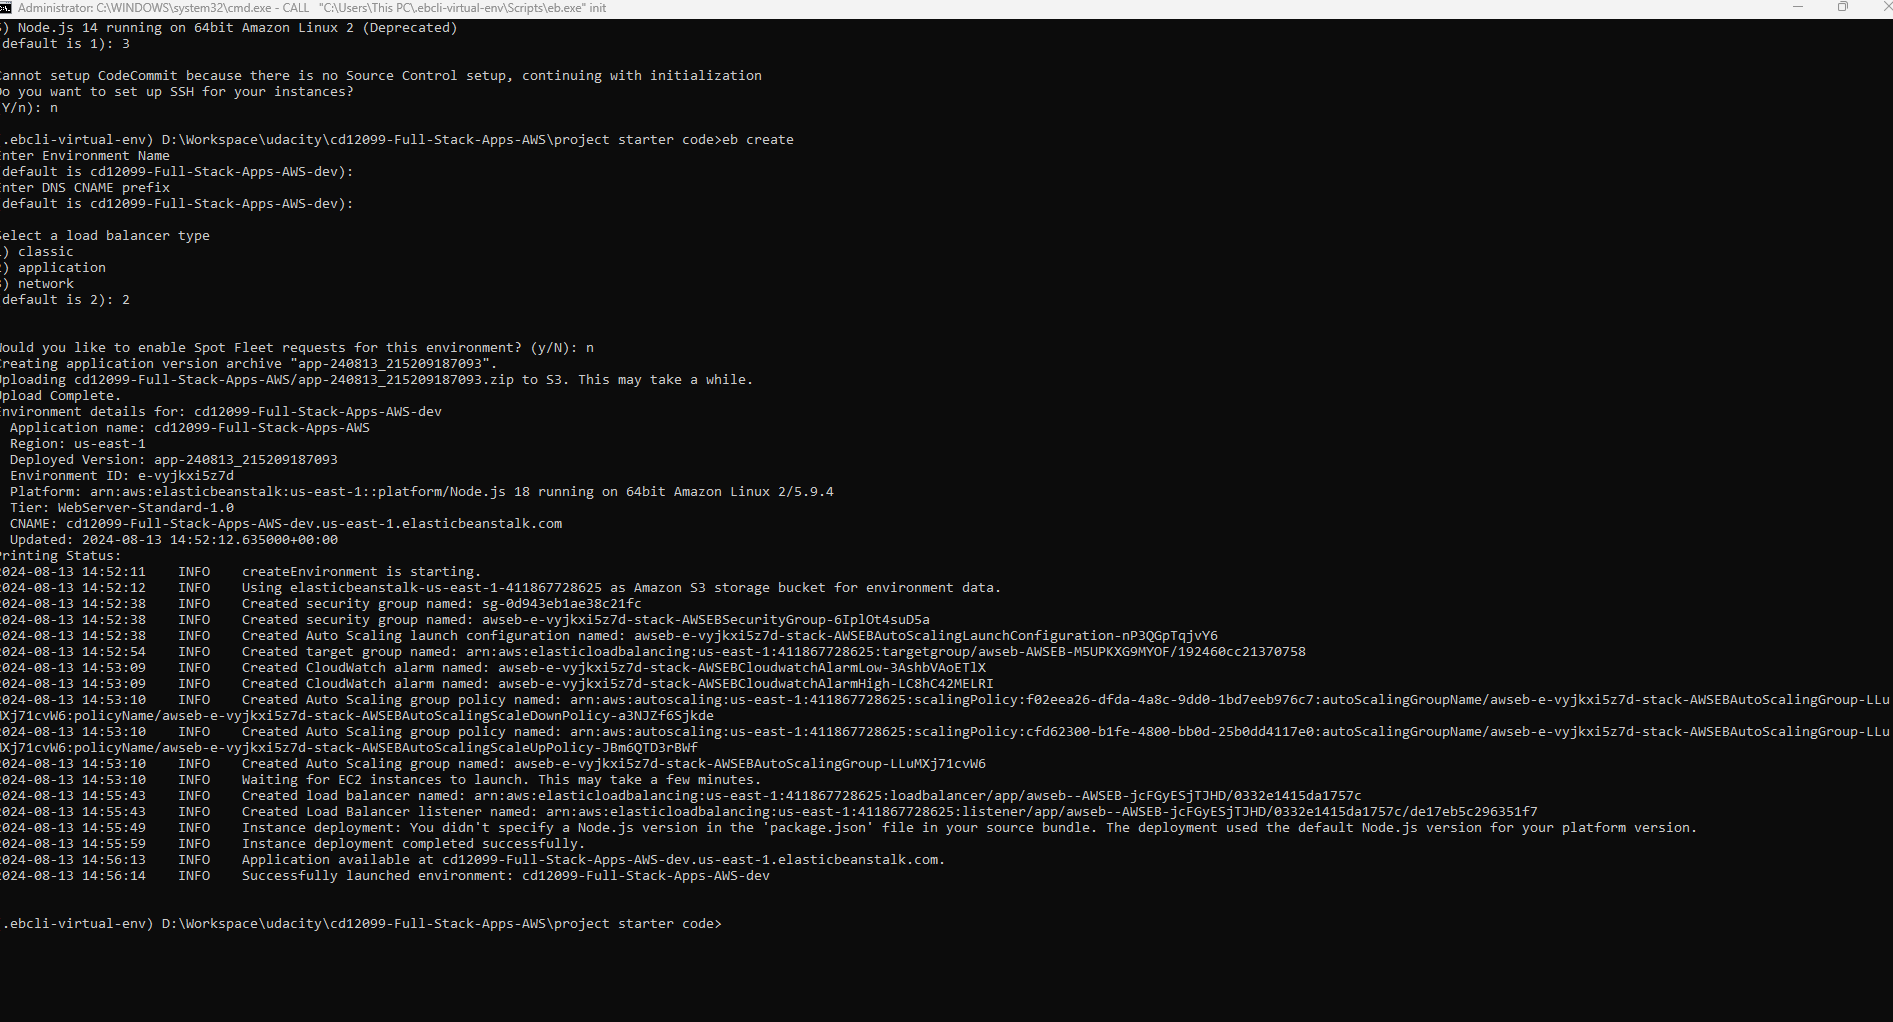 Administrator: C:\WINDOWS\system32\cmd.exe - CALL "C:\Users\This PC\.ebcli-virtual-env\Scripts\eb.exe" init
) Node.js 14 running on 64bit Amazon Linux 2 (Deprecated)
default is 1): 3
annot setup CodeCommit because there is no Source Control setup, continuing with initialization
o you want to set up SSH for your instances?
Y/n): n
.ebcli-virtual-env) D:\Workspace\udacity\cd12099-Full-Stack-Apps-AWS\project starter code>eb create
nter Environment Name
default is cd12099-Full-Stack-Apps-AWS-dev):
nter DNS CNAME prefix
default is cd12099-Full-Stack-Apps-AWS-dev):
elect a load balancer type
) classic
) application
) network
default is 2): 2
ould you like to enable Spot Fleet requests for this environment? (y/N): n
reating application version archive "app-240813_215209187093".
ploading cd12099-Full-Stack-Apps-AWS/app-240813_215209187093.zip to S3. This may take a while.
pload Complete.
nvironment details for: cd12099-Full-Stack-Apps-AWS-dev
Application name: cd12099-Full-Stack-Apps-AWS
Region: us-east-1
Deployed Version: app-240813_215209187093
Environment ID: e-vyjkxi5z7d
Platform: arn:aws:elasticbeanstalk:us-east-1::platform/Node.js 18 running on 64bit Amazon Linux 2/5.9.4
Tier: WebServer-Standard-1.0
CNAME: cd12099-Full-Stack-Apps-AWS-dev.us-east-1.elasticbeanstalk.com
Updated: 2024-08-13 14:52:12.635000+00:00
rinting Status:
024-08-13 14:52:11 INFO createEnvironment is starting.
024-08-13 14:52:12 INFO Using elasticbeanstalk-us-east-1-411867728625 as Amazon S3 storage bucket for environment data.
024-08-13 14:52:38 INFO Created security group named: sg-0d943eb1ae38c21fc
024-08-13 14:52:38 INFO Created security group named: awseb-e-vyjkxi5z7d-stack-AWSEBSecurityGroup-6IplOt4suD5a
024-08-13 14:52:38 INFO Created Auto Scaling launch configuration named: awseb-e-vyjkxi5z7d-stack-AWSEBAutoScalingLaunchConfiguration-nP3QGpTqjvY6
024-08-13 14:52:54 INFO Created target group named: arn:aws:elasticloadbalancing:us-east-1:411867728625:targetgroup/awseb-AWSEB-M5UPKXG9MYOF/192460cc21370758
024-08-13 14:53:09 INFO Created CloudWatch alarm named: awseb-e-vyjkxi5z7d-stack-AWSEBCloudwatchAlarmLow-3AshbVAoETlX
024-08-13 14:53:09 INFO Created CloudWatch alarm named: awseb-e-vyjkxi5z7d-stack-AWSEBCloudwatchAlarmHigh-LC8hC42MELRI
024-08-13 14:53:10 INFO Created Auto Scaling group policy named: arn:aws:autoscaling:us-east-1:411867728625:scalingPolicy:f02eea26-dfda-4a8c-9dd0-1bd7eeb976c7:autoScalingGroupName/awseb-e-vyjkxi5z7d-stack-AWSEBAutoScalingGroup-LLu
MXj71cvW6:policyName/awseb-e-vyjkxi5z7d-stack-AWSEBAutoScalingScaleDownPolicy-a3NJZf6Sjkde
024-08-13 14:53:10 INFO Created Auto Scaling group policy named: arn:aws:autoscaling:us-east-1:411867728625:scalingPolicy:cfd62300-b1fe-4800-bb0d-25b0dd4117e0:autoScalingGroupName/awseb-e-vyjkxi5z7d-stack-AWSEBAutoScalingGroup-LLu
MXj71cvW6:policyName/awseb-e-vyjkxi5z7d-stack-AWSEBAutoScalingScaleUpPolicy-JBm6QTD3rBWf
024-08-13 14:53:10 INFO Created Auto Scaling group named: awseb-e-vyjkxi5z7d-stack-AWSEBAutoScalingGroup-LLuMXj71cvW6
024-08-13 14:53:10 INFO Waiting for EC2 instances to launch. This may take a few minutes.
024-08-13 14:55:43 INFO Created load balancer named: arn:aws:elasticloadbalancing:us-east-1:411867728625:loadbalancer/app/awseb--AWSEB-jcFGyESjTJHD/0332e1415da1757c
024-08-13 14:55:43 INFO Created Load Balancer listener named: arn:aws:elasticloadbalancing:us-east-1:411867728625:listener/app/awseb--AWSEB-jcFGyESjTJHD/0332e1415da1757c/de17eb5c296351f7
024-08-13 14:55:49 INFO Instance deployment: You didn't specify a Node.js version in the 'package.json' file in your source bundle. The deployment used the default Node.js version for your platform version.
024-08-13 14:55:59 INFO Instance deployment completed successfully.
024-08-13 14:56:13 INFO Application available at cd12099-Full-Stack-Apps-AWS-dev.us-east-1.elasticbeanstalk.com.
024-08-13 14:56:14 INFO Successfully launched environment: cd12099-Full-Stack-Apps-AWS-dev
.ebcli-virtual-env) D:\Workspace\udacity\cd12099-Full-Stack-Apps-AWS\project starter code>